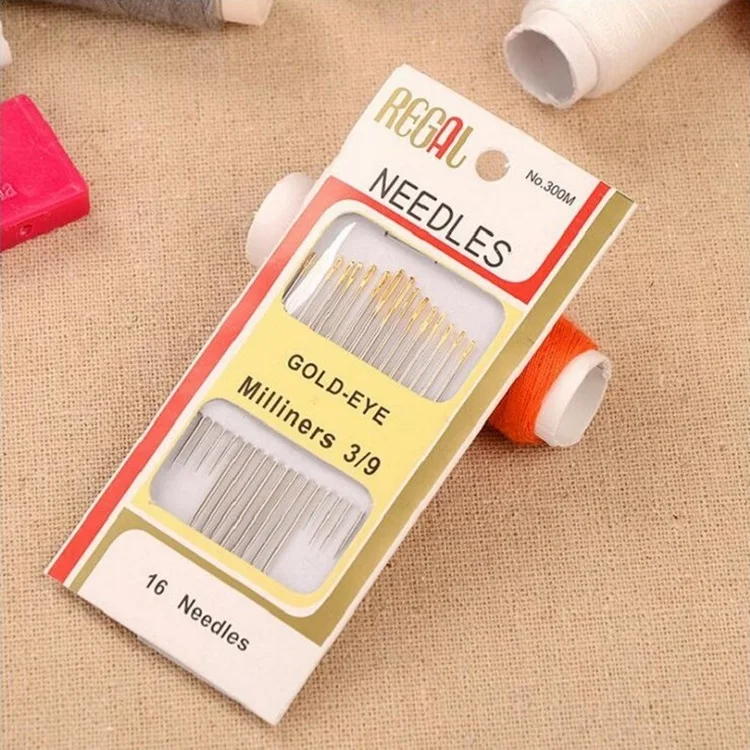 REGAL
No.300M
NEEDLES
GOLD-EYE
Milliners 3/9
16 Needles